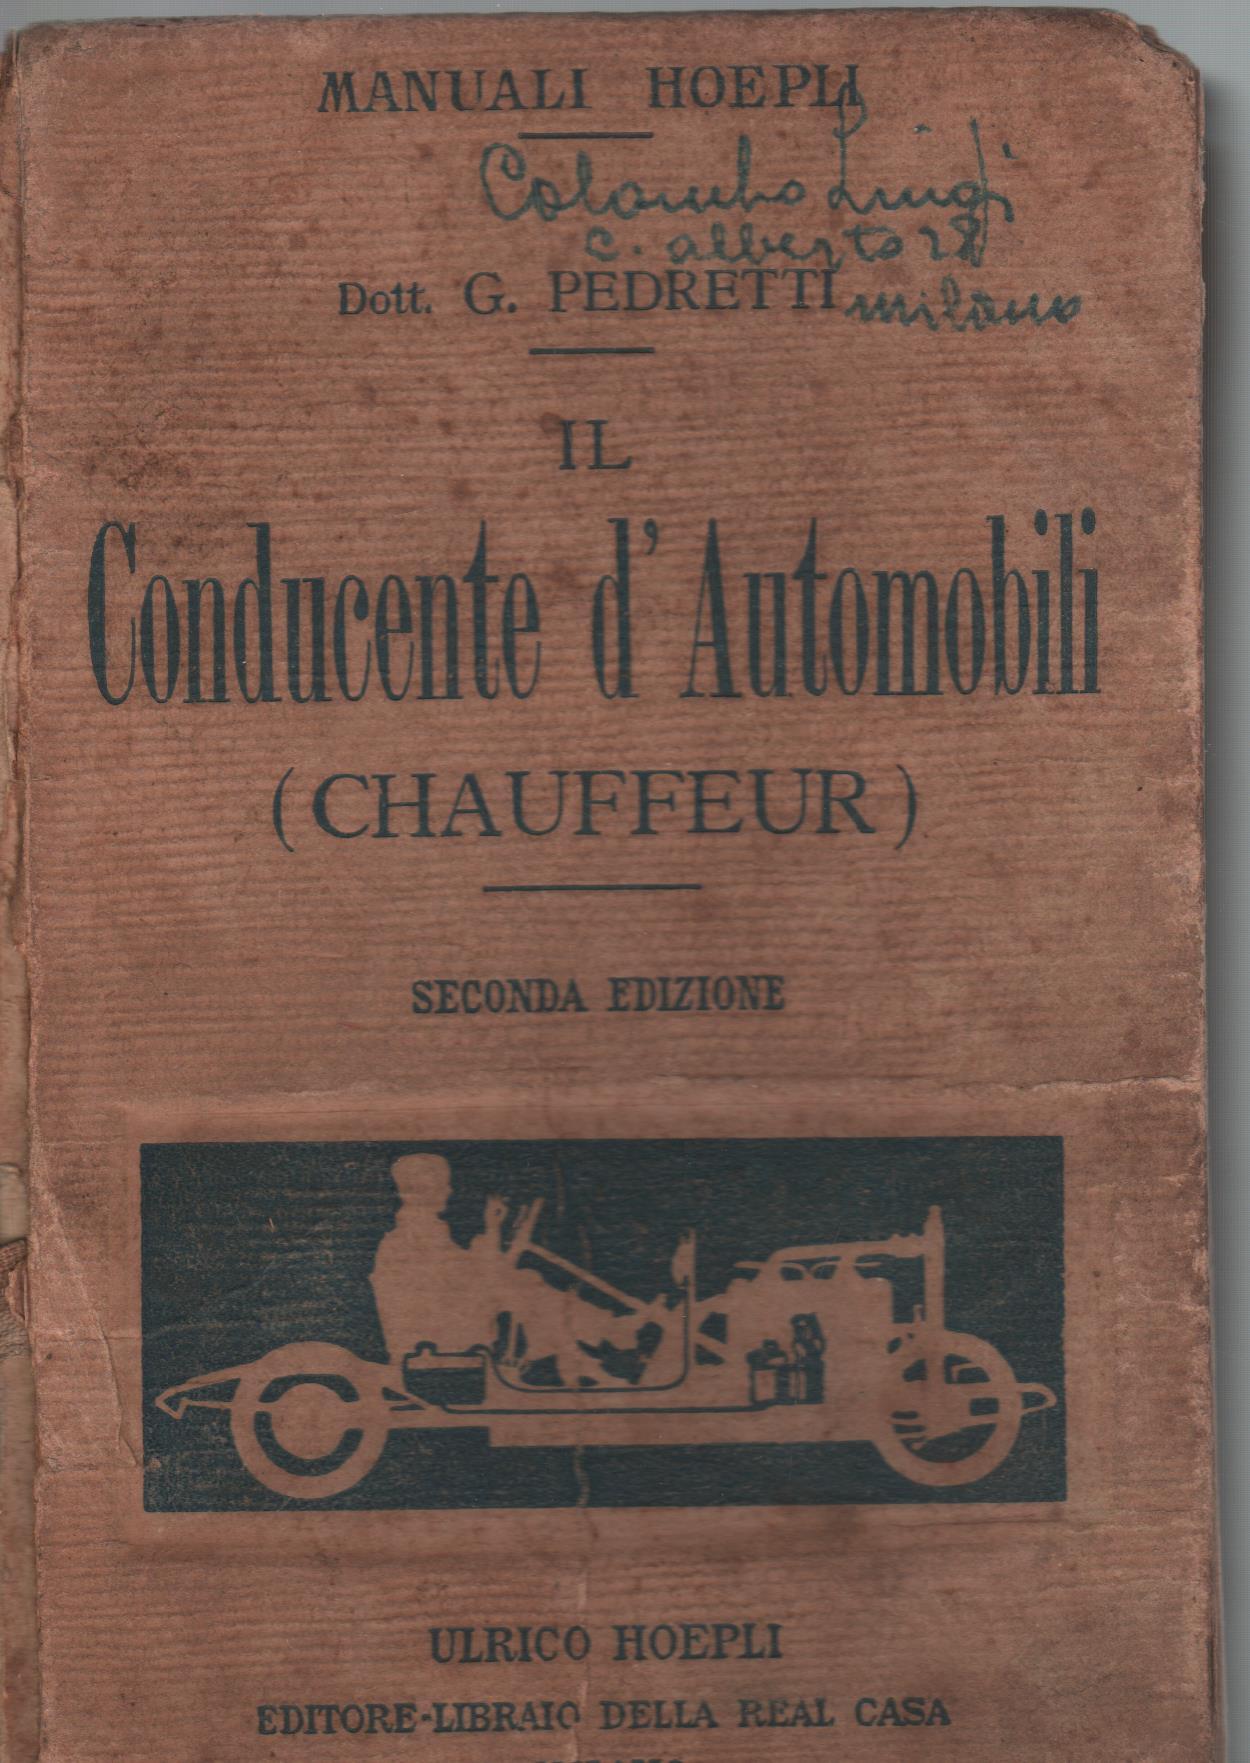 MANUALI HOEPLI
Colombo Luigi
c. alberto 28
Dott. G. PEDRETTI
milano
IL
Conducente d'Automobili
(CHAUFFEUR)
SECONDA EDIZIONE
ULRICO HOEPLI
EDITORE-LIBRAIO DELLA REAL CASA
MILANO